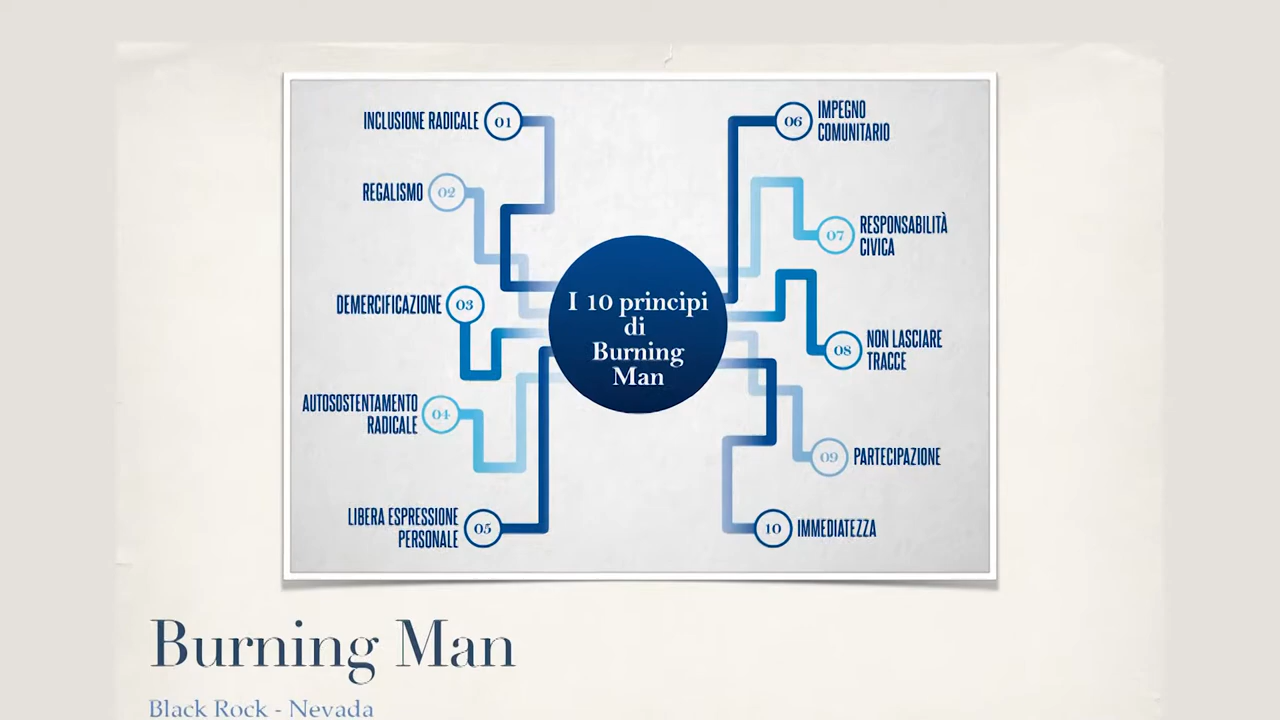 INCLUSIONE RADICALE 01
REGALISMO 02
DEMERCIFICAZIONE 03
AUTOSOSTENTAMENTO
RADICALE 04
LIBERA ESPRESSIONE
PERSONALE 05
I 10 principi
di
Burning
Man
06 IMPEGNO
COMUNITARIO
07 RESPONSABILITÀ
CIVICA
08 NON LASCIARE
TRACCE
09 PARTECIPAZIONE
10 IMMEDIATEZZA
Burning Man
Black Rock - Nevada